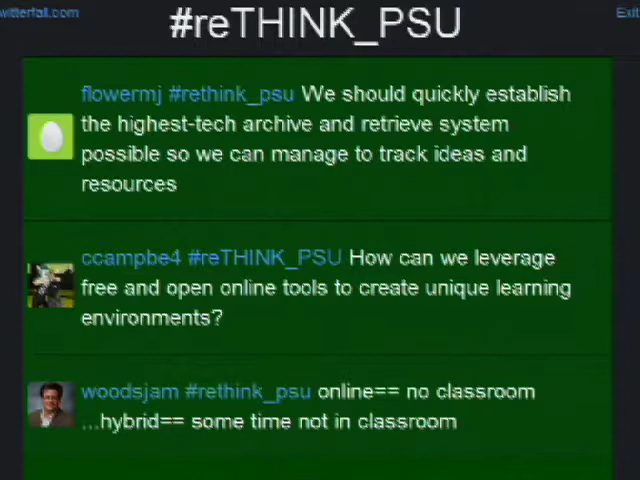 witterfall.com
Exit
#reTHINK_PSU
flowermj #rethink_psu We should quickly establish
the highest-tech archive and retrieve system
possible so we can manage to track ideas and
resources
ccampbe4 #reTHINK_PSU How can we leverage
free and open online tools to create unique learning
environments?
woodsjam #rethink_psu online== no classroom
...hybrid== some time not in classroom